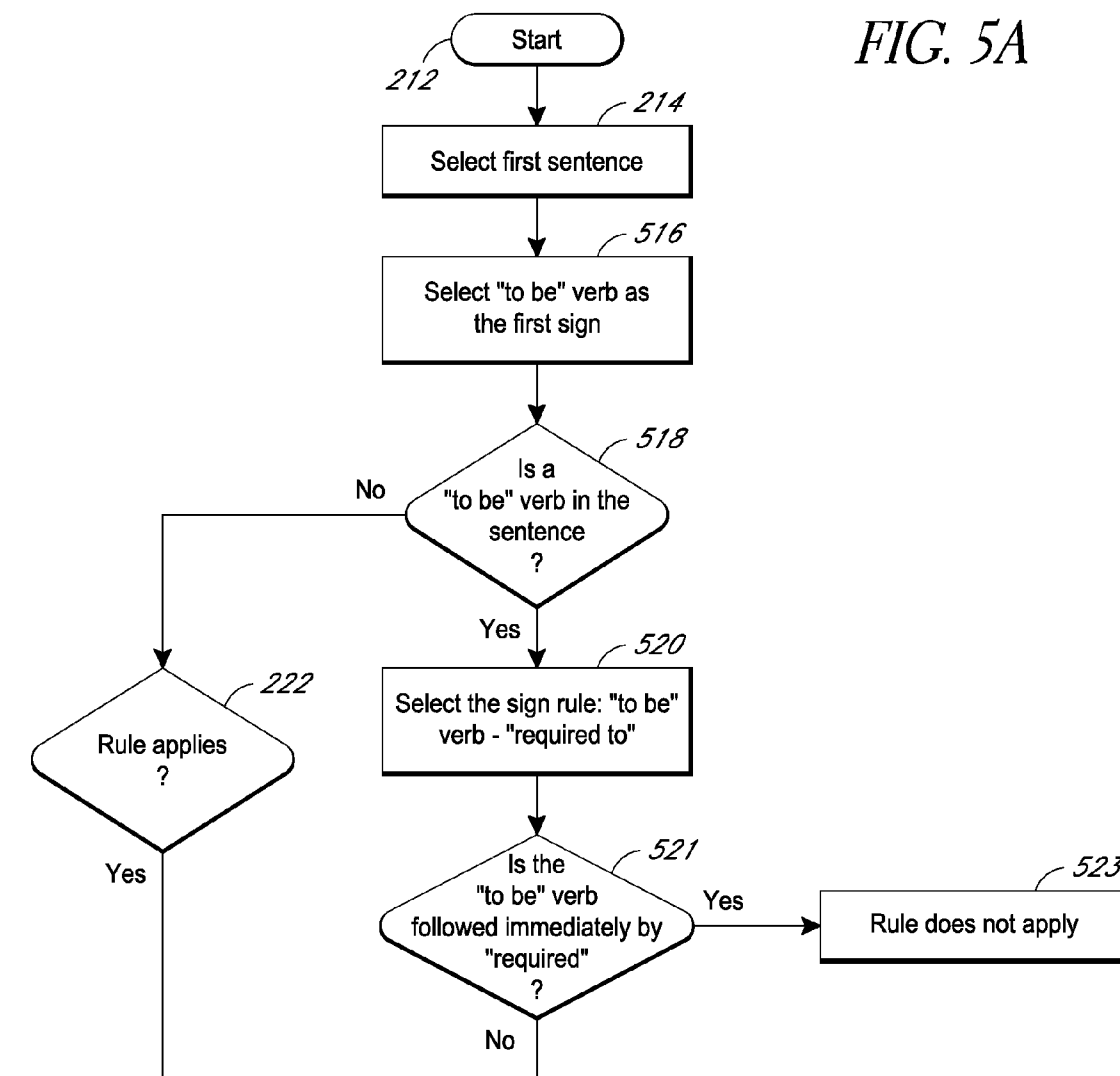 FIG. 5A
Start
212
214
Select first sentence
516
Select "to be" verb as
the first sign
518
Is a
"to be" verb in the
sentence
?
No
Yes
520
Select the sign rule: "to be"
verb - "required to"
222
Rule applies
?
Yes
521
Is the
"to be" verb
followed immediately by
"required"
?
Yes
523
Rule does not apply
No